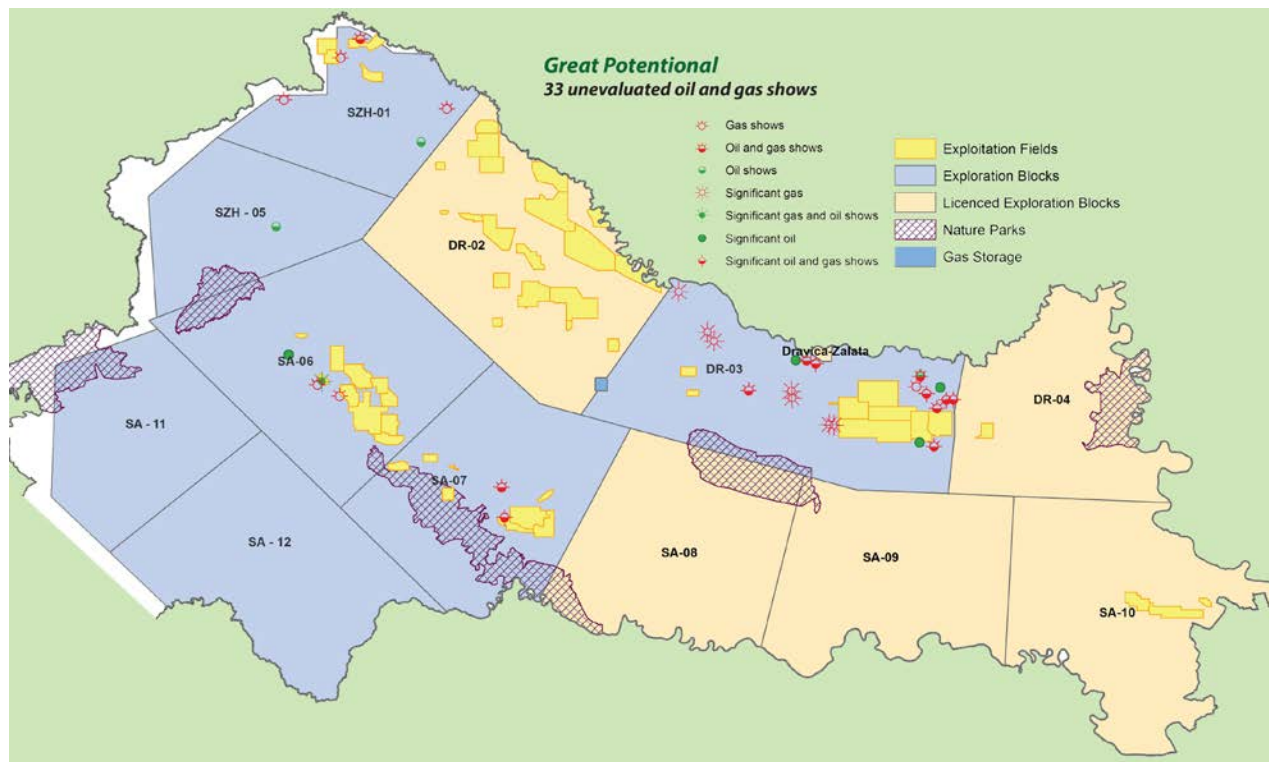 Great Potentional
33 unevaluated oil and gas shows
Gas shows
Oil and gas shows
Oil shows
Significant gas
Significant gas and oil shows
Significant oil
Significant oil and gas shows
Exploitation Fields
Exploration Blocks
Licenced Exploration Blocks
Nature Parks
Gas Storage
SZH-01
SZH - 05
DR-02
SA-06
Dravica-Zalata
DR-03
DR-04
SA - 11
SA-07
SA - 12
SA-08
SA-09
SA-10